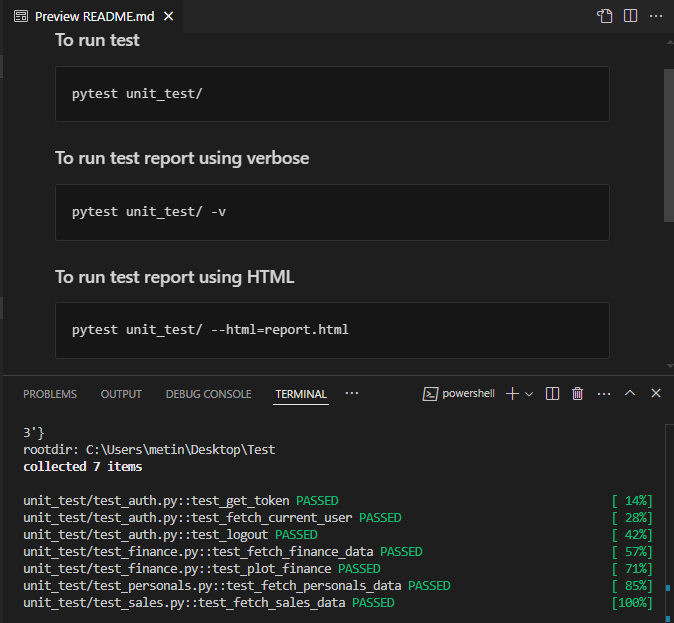 Preview README.md
To run test
pytest unit_test/
To run test report using verbose
pytest unit_test/ -v
To run test report using HTML
pytest unit_test/ --html=report.html
PROBLEMS OUTPUT DEBUG CONSOLE TERMINAL ... powershell
3'}
rootdir: C:\Users\metin\Desktop\Test
collected 7 items
unit_test/test_auth.py::test_get_token PASSED [ 14%]
unit_test/test_auth.py::test_fetch_current_user PASSED [ 28%]
unit_test/test_auth.py::test_logout PASSED [ 42%]
unit_test/test_finance.py::test_fetch_finance_data PASSED [ 57%]
unit_test/test_finance.py::test_plot_finance PASSED [ 71%]
unit_test/test_personals.py::test_fetch_personals_data PASSED [ 85%]
unit_test/test_sales.py::test_fetch_sales_data PASSED [100%]